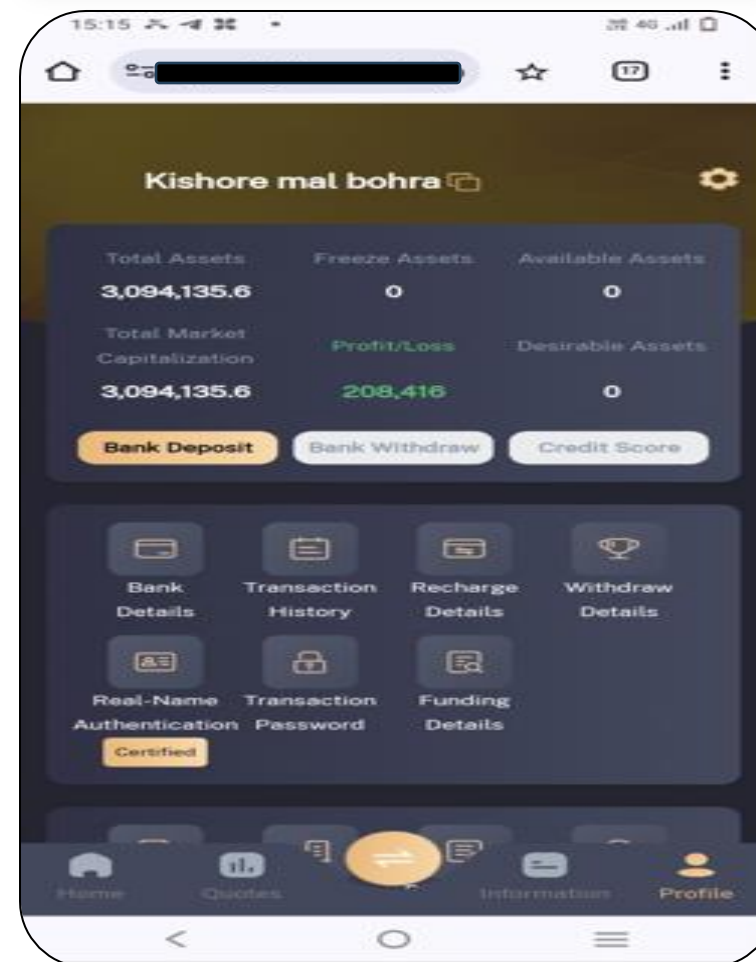 15:15
4G
17
Kishore mal bohra
Total Assets Freeze Assets Available Assets
3,094,135.6 0 0
Total Market
Capitalization Profit/Loss Desirable Assets
3,094,135.6 208,416 0
Bank Deposit Bank Withdraw Credit Score
Bank
Details
Transaction
History
Recharge
Details
Withdraw
Details
Real-Name
Authentication
Certified
Transaction
Password
Funding
Details
Home Quotes Information Profile